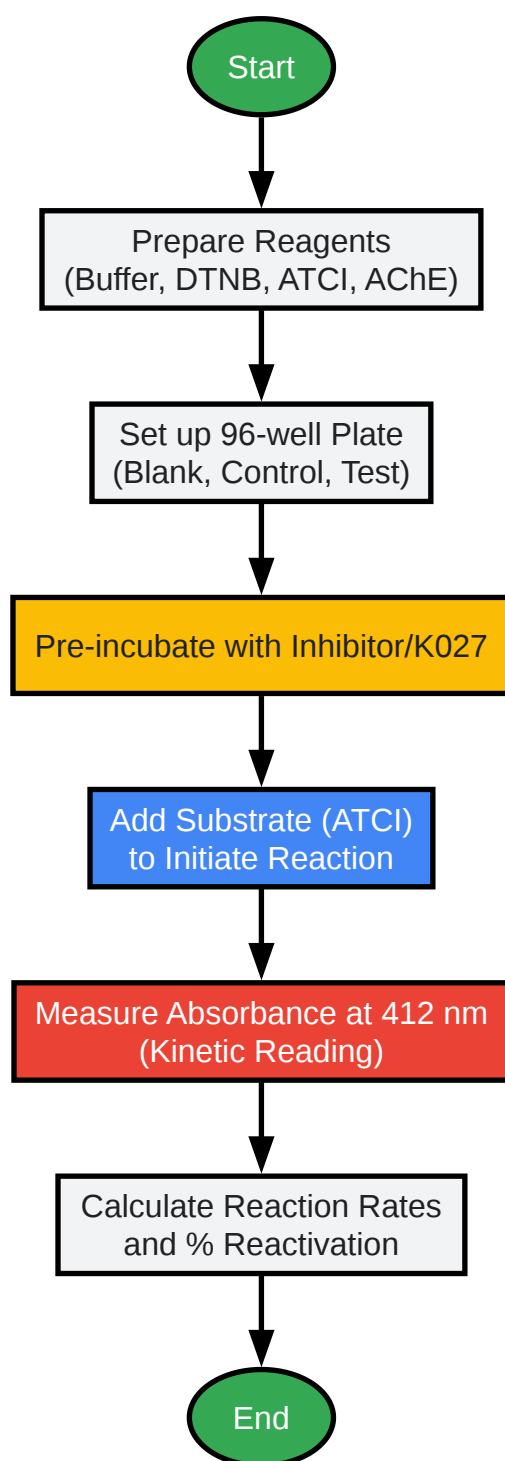 Start
Prepare Reagents
(Buffer, DTNB, ATCI, AChE)
Set up 96-well Plate
(Blank, Control, Test)
Pre-incubate with Inhibitor/K027
Add Substrate (ATCI)
to Initiate Reaction
Measure Absorbance at 412 nm
(Kinetic Reading)
Calculate Reaction Rates
and % Reactivation
End